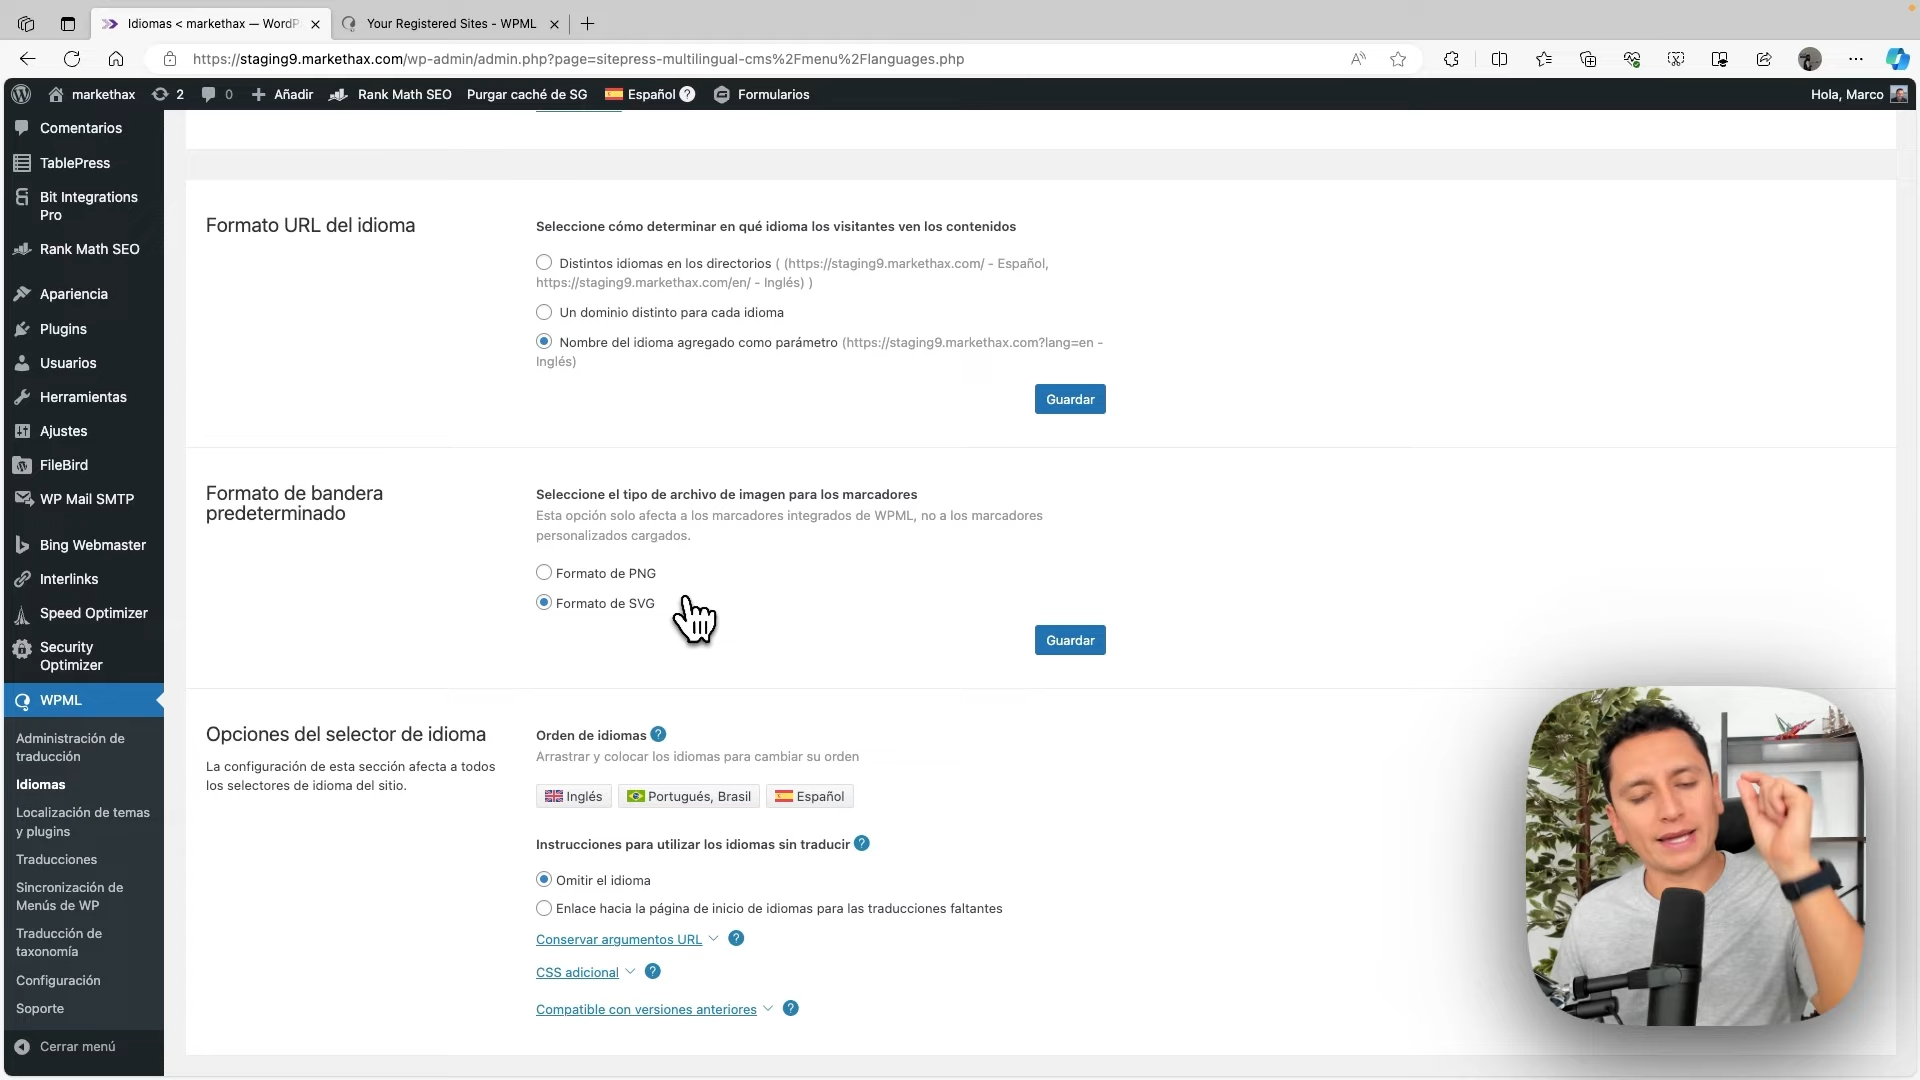 Idiomas < markethax — WordP
Your Registered Sites - WPML
https://staging9.markethax.com/wp-admin/admin.php?page=sitepress-multilingual-cms%2Fmenu%2Flanguages.php
markethax
2
0
Añadir
Rank Math SEO
Purgar caché de SG
Español
Formularios
Hola, Marco
Comentarios
TablePress
Bit Integrations
Pro
Rank Math SEO
Apariencia
Plugins
Usuarios
Herramientas
Ajustes
FileBird
WP Mail SMTP
Bing Webmaster
Interlinks
Speed Optimizer
Security
Optimizer
WPML
Administración de
traducción
Idiomas
Localización de temas
y plugins
Traducciones
Sincronización de
Menús de WP
Traducción de
taxonomía
Configuración
Soporte
Cerrar menú
Formato URL del idioma
Seleccione cómo determinar en qué idioma los visitantes ven los contenidos
Distintos idiomas en los directorios ( (https://staging9.markethax.com/ - Español,
https://staging9.markethax.com/en/ - Inglés) )
Un dominio distinto para cada idioma
Nombre del idioma agregado como parámetro (https://staging9.markethax.com?lang=en -
Inglés)
Guardar
Formato de bandera
predeterminado
Seleccione el tipo de archivo de imagen para los marcadores
Esta opción solo afecta a los marcadores integrados de WPML, no a los marcadores
personalizados cargados.
Formato de PNG
Formato de SVG
Guardar
Opciones del selector de idioma
La configuración de esta sección afecta a todos
los selectores de idioma del sitio.
Orden de idiomas
Arrastrar y colocar los idiomas para cambiar su orden
Inglés
Portugués, Brasil
Español
Instrucciones para utilizar los idiomas sin traducir
Omitir el idioma
Enlace hacia la página de inicio de idiomas para las traducciones faltantes
Conservar argumentos URL
CSS adicional
Compatible con versiones anteriores